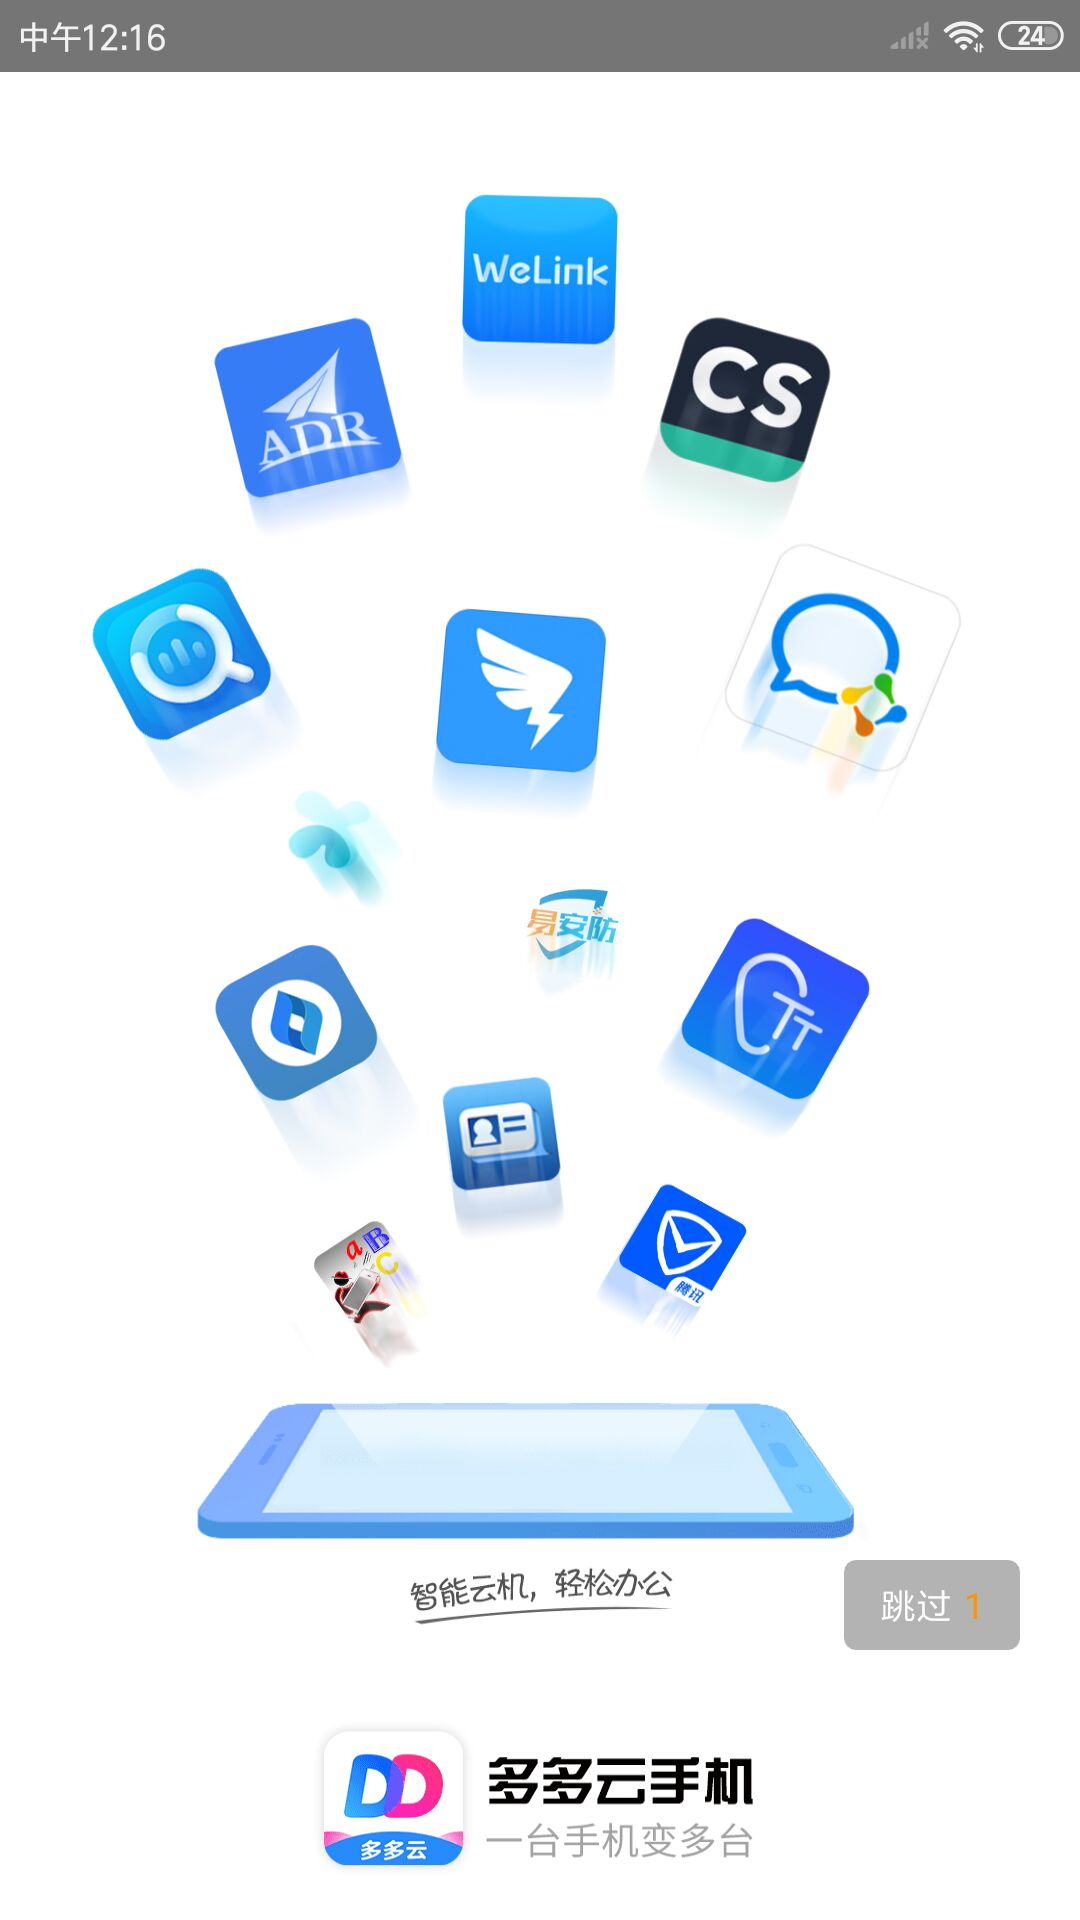 中午12:16
24
WeLink
ADR
CS
易安防
CTT
a B C
腾讯
智能云机，轻松办公
跳过 1
DD
多多云
多多云手机
一台手机变多台